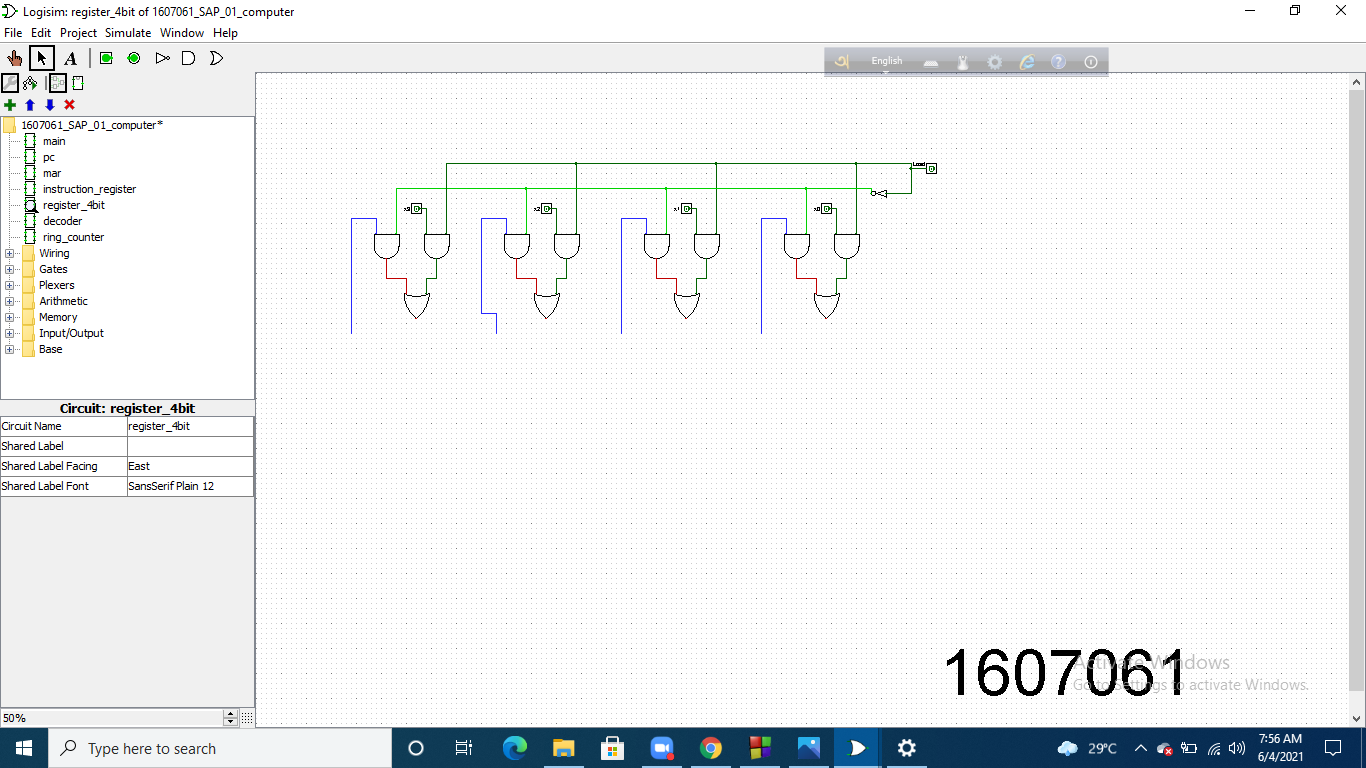 Logisim: register_4bit of 1607061_SAP_01_computer
File Edit Project Simulate Window Help
A
English
1607061_SAP_01_computer*
main
pc
mar
instruction_register
register_4bit
decoder
ring_counter
Wiring
Gates
Plexers
Arithmetic
Memory
Input/Output
Base
Circuit: register_4bit
Circuit Name register_4bit
Shared Label
Shared Label Facing East
Shared Label Font SansSerif Plain 12
Load
x3 x2 x1 x0
1607061
Activate Windows
Go to Settings to activate Windows.
50%
Type here to search
29°C
7:56 AM
6/4/2021